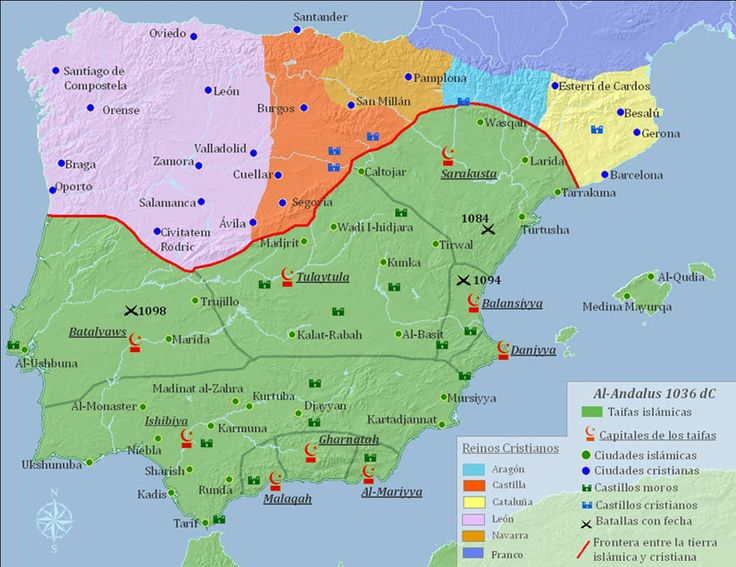 Santander
Oviedo
Santiago de
Compostela
León
Orense
Burgos
San Millán
Pamplona
Esterri de Cardos
Besalú
Gerona
Barcelona
Wasqah
Larida
Tarrakuna
Sarakusta
Caltojar
Valladolid
Zamora
Cuellar
Braga
Oporto
Salamanca
Segovia
Ávila
Civitatem
Rodric
Madjrit
Wadi I-hidjara
Tirwal
Turtusha
1084
1094
Kunka
Tulaytula
Trujillo
1098
Batalyaws
Marida
Kalat-Rabah
Al-Basit
Balansiyya
Daniyya
Al-Qudia
Medina Mayurqa
Al-Ushbuna
Al-Monaster
Madinat al-Zahra
Kurtuba
Djayyan
Mursiyya
Kartadjannat
Ishibiya
Karmuna
Gharnatah
Niebla
Ukshunuba
Sharish
Kadis
Runda
Malaqah
Al-Mariyya
Tarif
Reinos Cristianos
Aragón
Castilla
Cataluña
León
Navarra
Franco
Al-Andalus 1036 dC
Taifas islámicas
Capitales de los taifas
Ciudades islámicas
Ciudades cristianas
Castillos moros
Castillos cristianos
Batallas con fecha
Frontera entre la tierra
islámica y cristiana